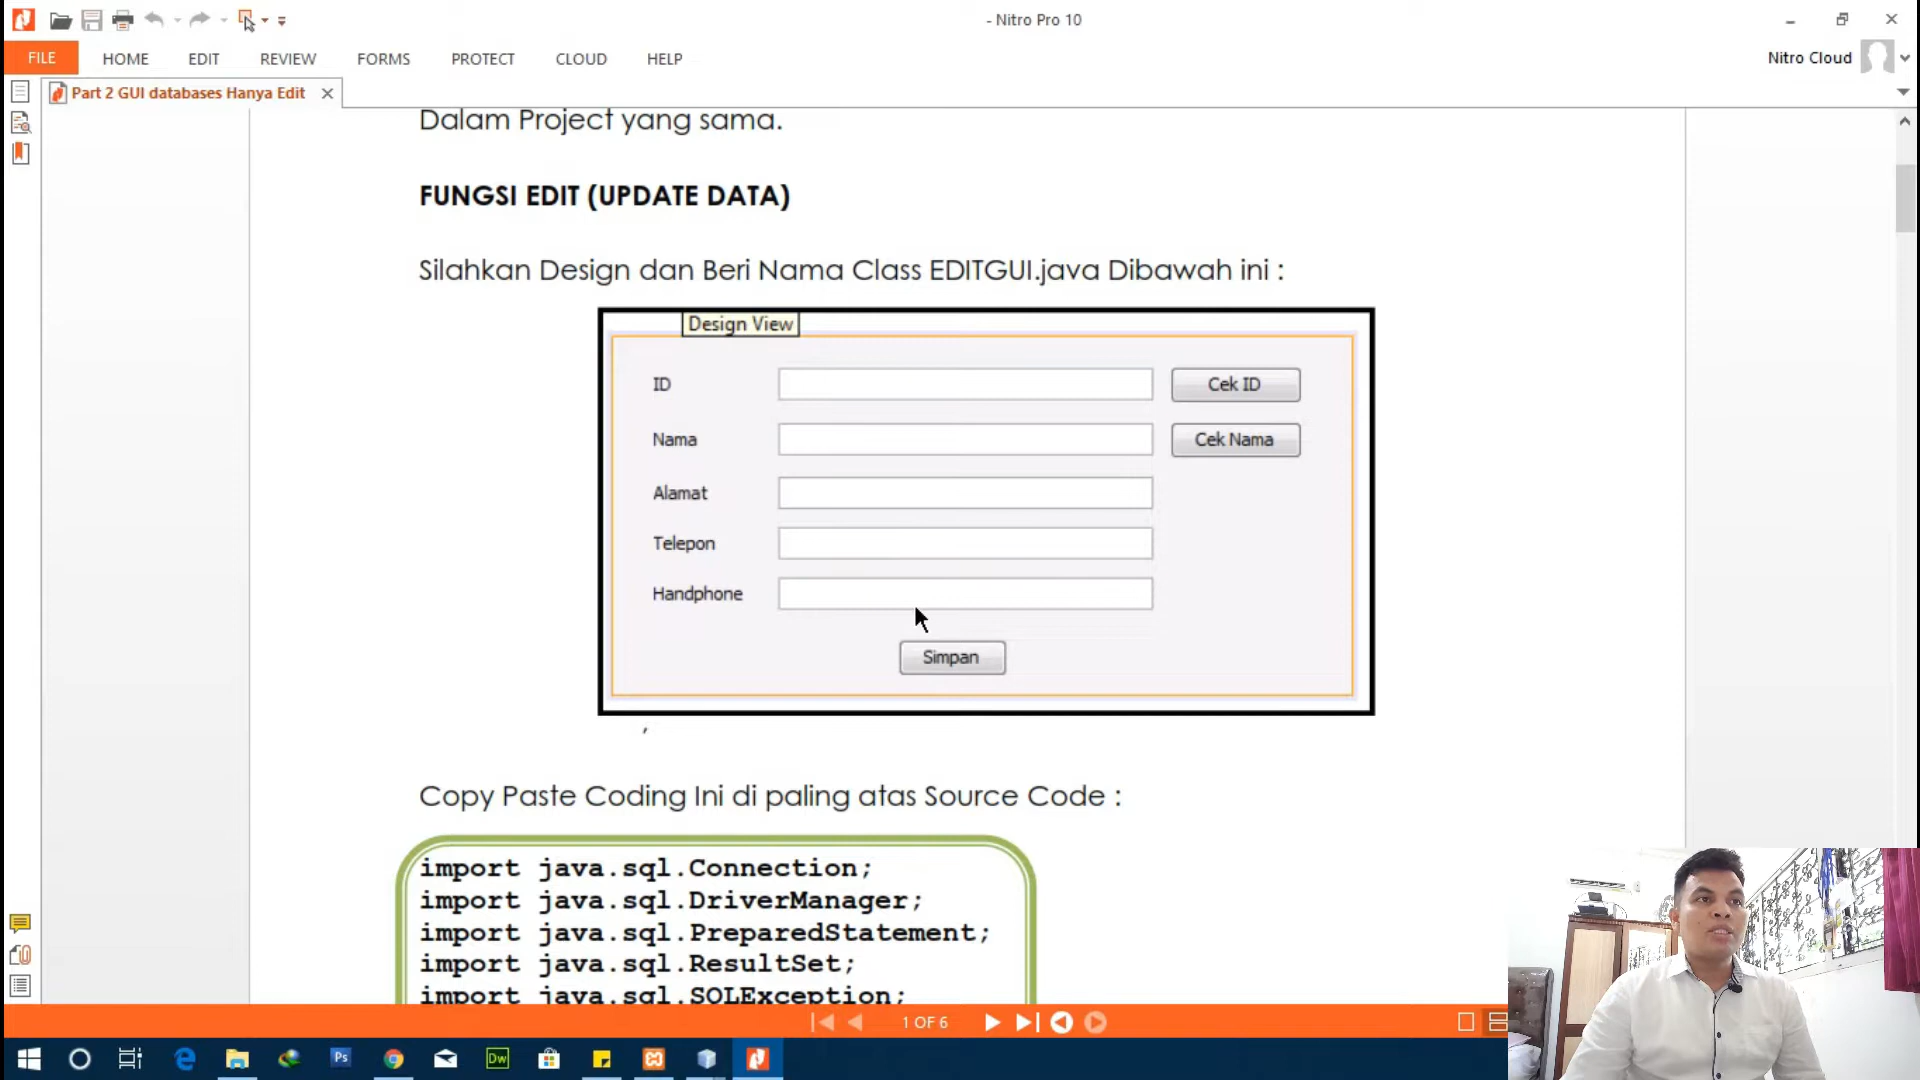 - Nitro Pro 10
FILE
HOME
EDIT
REVIEW
FORMS
PROTECT
CLOUD
HELP
Nitro Cloud
Part 2 GUI databases Hanya Edit
Dalam Project yang sama.
FUNGSI EDIT (UPDATE DATA)
Silahkan Design dan Beri Nama Class EDITGUI.java Dibawah ini :
Design View
ID
Cek ID
Nama
Cek Nama
Alamat
Telepon
Handphone
Simpan
,
Copy Paste Coding Ini di paling atas Source Code :
import java.sql.Connection;
import java.sql.DriverManager;
import java.sql.PreparedStatement;
import java.sql.ResultSet;
import java.sql.SQLException;
1 OF 6
Ps
Dw